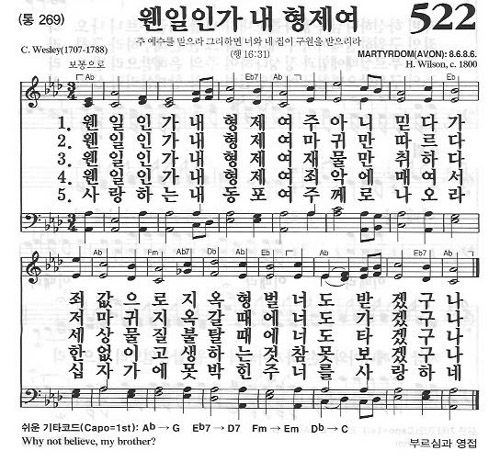 (통 269)
웬일인가 내 형제여
522
주 예수를 믿으라 그리하면 너와 네 집이 구원을 받으리라
(행 16:31)
C. Wesley(1707-1788)
MARTYRDOM(AVON): 8.6.8.6.
H. Wilson, c. 1800
보통으로
Ab Eb7 Ab Db Ab Eb
1. 웬 일 인 가 내 형 제 여 주 아 니 믿 다 가
2. 웬 일 인 가 내 형 제 여 마 귀 만 따 르 다
3. 웬 일 인 가 내 형 제 여 재 물 만 취 하 다
4. 웬 일 인 가 내 형 제 여 죄 악 에 매 여 서
5. 사 랑 하 는 내 동 포 여 주 께 로 나 오 라
죄 값 으 로 지 옥 형 벌 너 도 받 겠 구 나
저 마 귀 지 옥 갈 때 에 너 도 가 겠 구 나
세 상 물 질 불 탈 때 에 너 도 타 겠 구 나
한 없 이 고 생 하 는 것 참 못 보 겠 구 나
십 자 가 에 못 박 힌 주 너 를 사 랑 하 네
쉬운 기타코드(Capo=1st): Ab → G Eb7 → D7 Fm → Em Db → C
Why not believe, my brother?
부르심과 영접